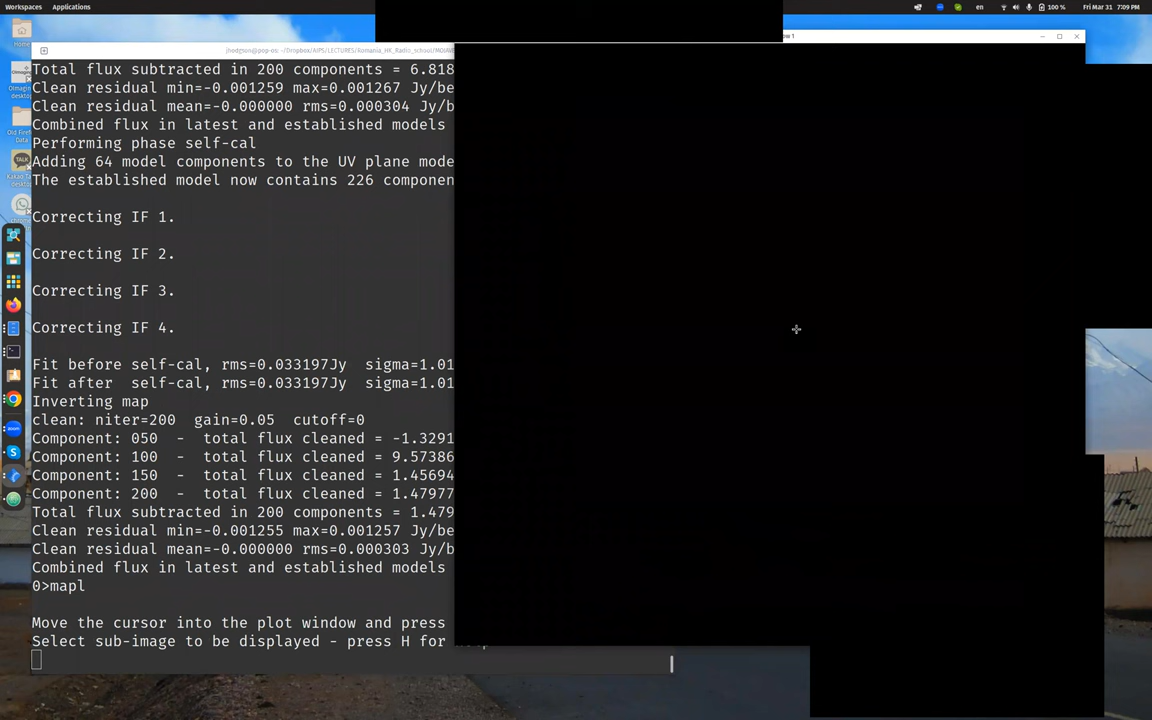 Workspaces Applications
en
100 %
Fri Mar 31 7:09 PM
Home
desktop
Old Firef
Data
TALK
Total flux subtracted in 200 components = 6.818
Clean residual min=-0.001259 max=0.001267 Jy/be
Clean residual mean=-0.000000 rms=0.000304 Jy/b
Combined flux in latest and established models
Performing phase self-cal
Adding 64 model components to the UV plane mode
The established model now contains 226 componen
Correcting IF 1.
Correcting IF 2.
Correcting IF 3.
Correcting IF 4.
Fit before self-cal, rms=0.033197Jy sigma=1.01
Fit after self-cal, rms=0.033197Jy sigma=1.01
Inverting map
clean: niter=200 gain=0.05 cutoff=0
Component: 050 - total flux cleaned = -1.3291
Component: 100 - total flux cleaned = 9.57386
Component: 150 - total flux cleaned = 1.45694
Component: 200 - total flux cleaned = 1.47977
Total flux subtracted in 200 components = 1.479
Clean residual min=-0.001255 max=0.001257 Jy/be
Clean residual mean=-0.000000 rms=0.000303 Jy/b
Combined flux in latest and established models
0>mapl
Move the cursor into the plot window and press
Select sub-image to be displayed - press H for